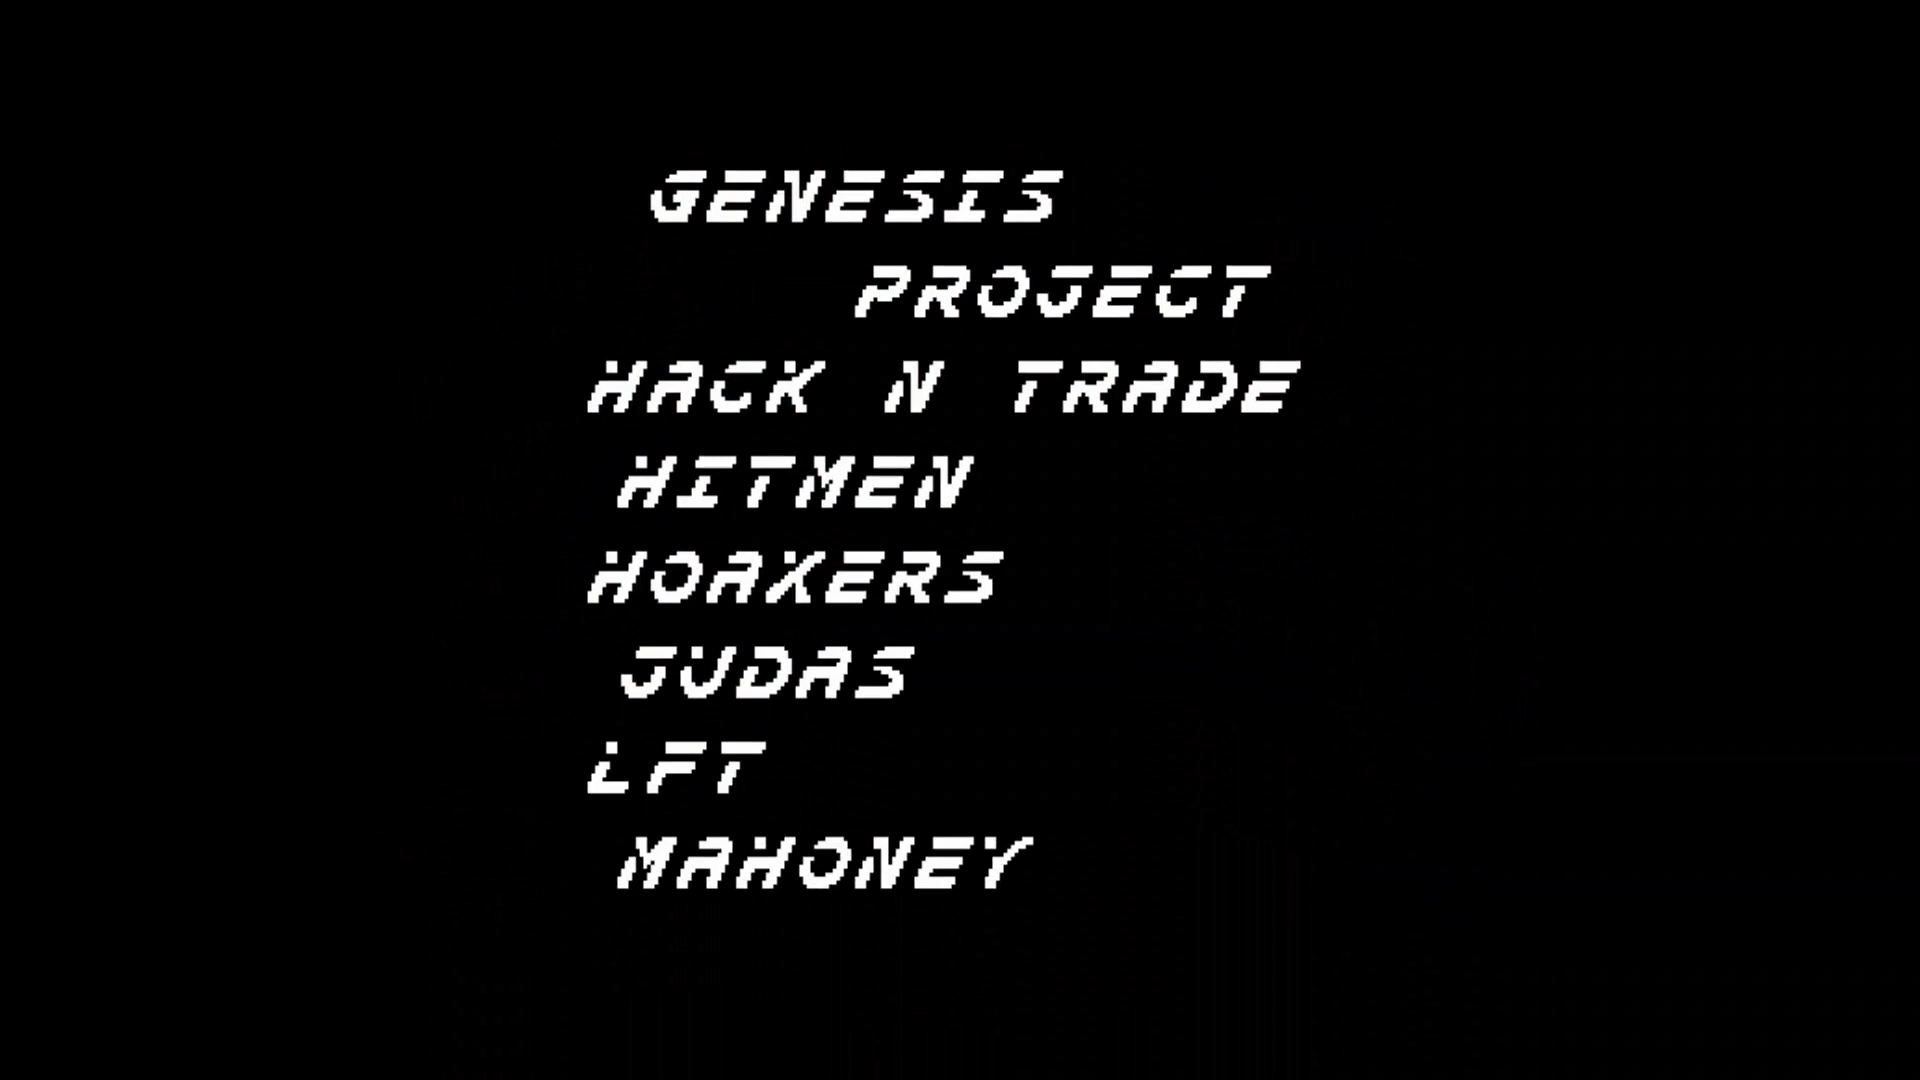 GENESIS
PROJECT
HACK N TRADE
HITMEN
HOAXERS
JUDAS
LFT
MAHONEY